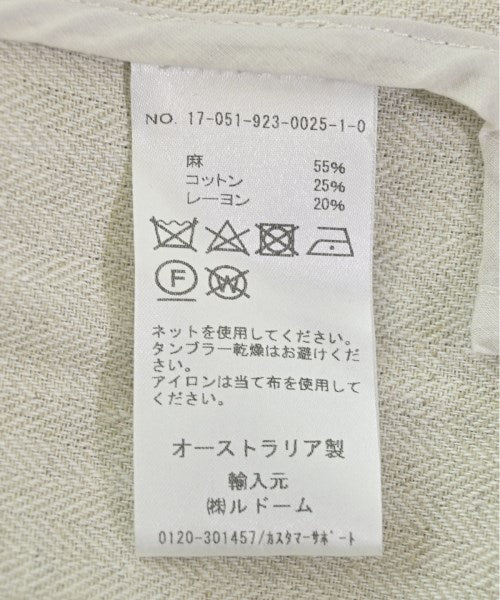 NO. 17-051-923-0025-1-0
麻 55%
コットン 25%
レーヨン 20%
F W
ネットを使用してください。
タンブラー乾燥はお避けくだ
さい。
アイロンは当て布を使用して
ください。
オーストラリア製
輸入元
㈱ルドーム
0120-301457/カスタマーサポート